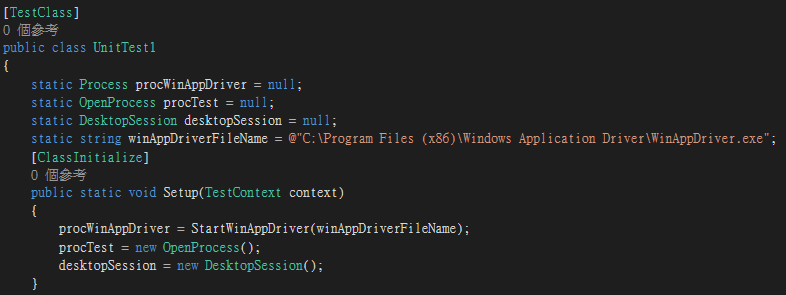 [TestClass]
0 個參考
public class UnitTest1
{
    static Process procWinAppDriver = null;
    static OpenProcess procTest = null;
    static DesktopSession desktopSession = null;
    static string winAppDriverFileName = @"C:\Program Files (x86)\Windows Application Driver\WinAppDriver.exe";
    [ClassInitialize]
    0 個參考
    public static void Setup(TestContext context)
    {
        procWinAppDriver = StartWinAppDriver(winAppDriverFileName);
        procTest = new OpenProcess();
        desktopSession = new DesktopSession();
    }